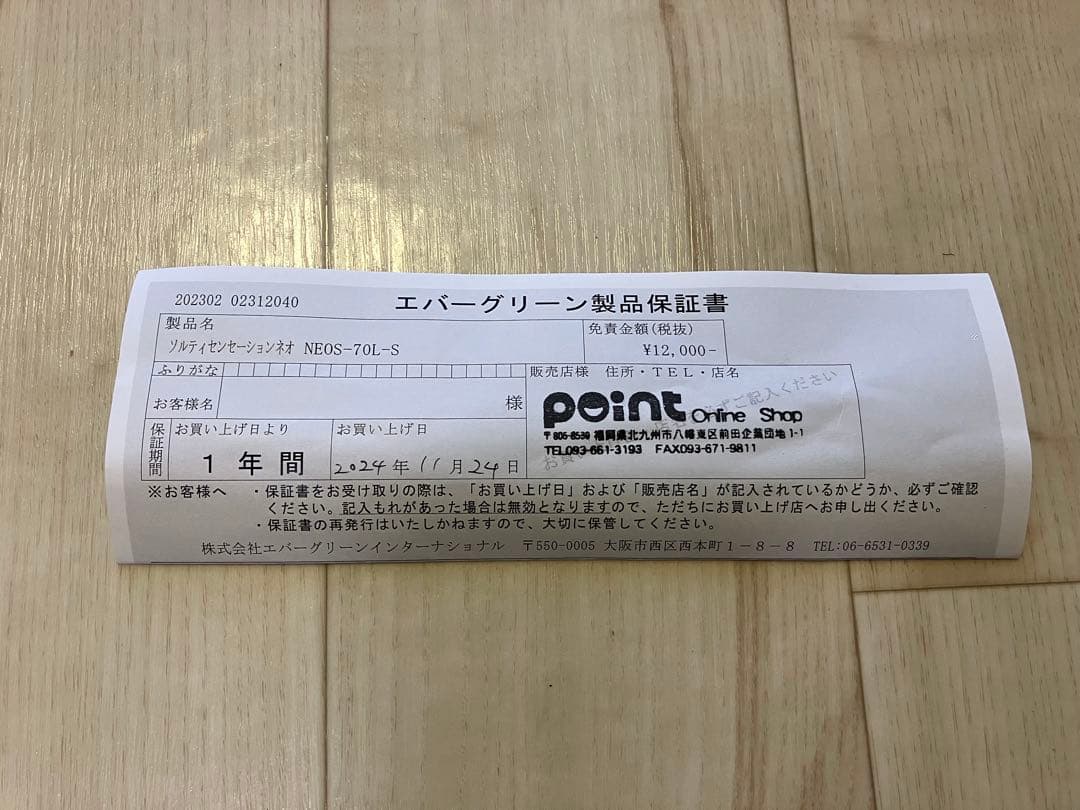 202302 02312040
エバーグリーン製品保証書
製品名
ソルティセンセーションネオ NEOS-70L-S
免責金額(税抜)
¥12,000-
ふりがな
お客様名
様
販売店様 住所・TEL・店名
point Online Shop
〒806-8530 福岡県北九州市八幡東区前田企業団地1-1
TEL093-661-3193 FAX093-671-9811
保証期間
お買い上げ日より
1年間
お買い上げ日
2024年11月24日
※お客様へ ・保証書をお受け取りの際は、「お買い上げ日」および「販売店名」が記入されているかどうか、必ずご確認
ください。記入もれがあった場合は無効となりますので、ただちにお買い上げ店へお申し出ください。
・保証書の再発行はいたしかねますので、大切に保管してください。
株式会社エバーグリーンインターナショナル 〒550-0005 大阪市西区西本町1-8-8 TEL:06-6531-0339